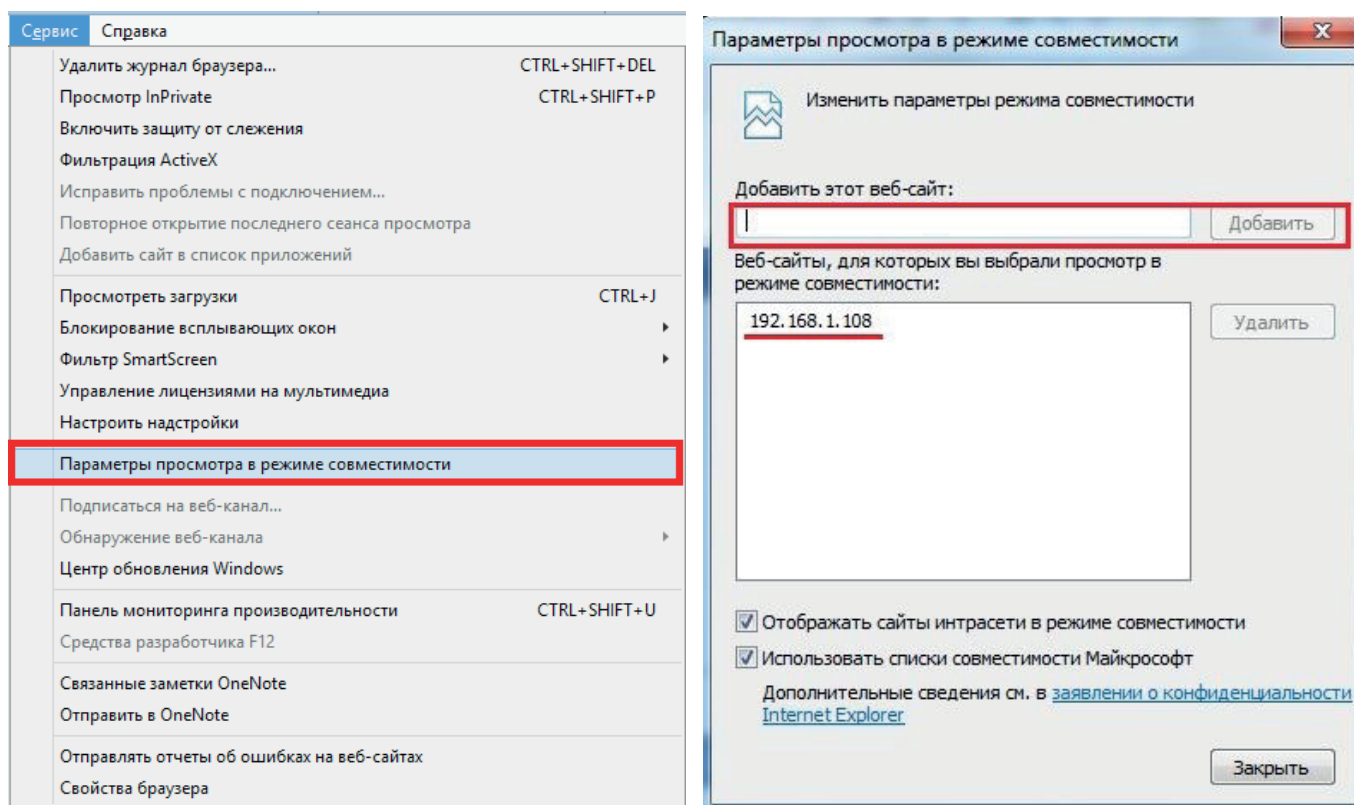 Сервис Справка
Удалить журнал браузера... CTRL+SHIFT+DEL
Просмотр InPrivate CTRL+SHIFT+P
Включить защиту от слежения
Фильтрация ActiveX
Исправить проблемы с подключением...
Повторное открытие последнего сеанса просмотра
Добавить сайт в список приложений
Просмотреть загрузки CTRL+J
Блокирование всплывающих окон
Фильтр SmartScreen
Управление лицензиями на мультимедиа
Настроить надстройки
Параметры просмотра в режиме совместимости
Подписаться на веб-канал...
Обнаружение веб-канала
Центр обновления Windows
Панель мониторинга производительности CTRL+SHIFT+U
Средства разработчика F12
Связанные заметки OneNote
Отправить в OneNote
Отправлять отчеты об ошибках на веб-сайтах
Свойства браузера
Параметры просмотра в режиме совместимости
Изменить параметры режима совместимости
Добавить этот веб-сайт:
Добавить
Веб-сайты, для которых вы выбрали просмотр в
режиме совместимости:
192.168.1.108
Удалить
Отображать сайты интрасети в режиме совместимости
Использовать списки совместимости Майкрософт
Дополнительные сведения см. в заявлении о конфиденциальности
Internet Explorer
Закрыть